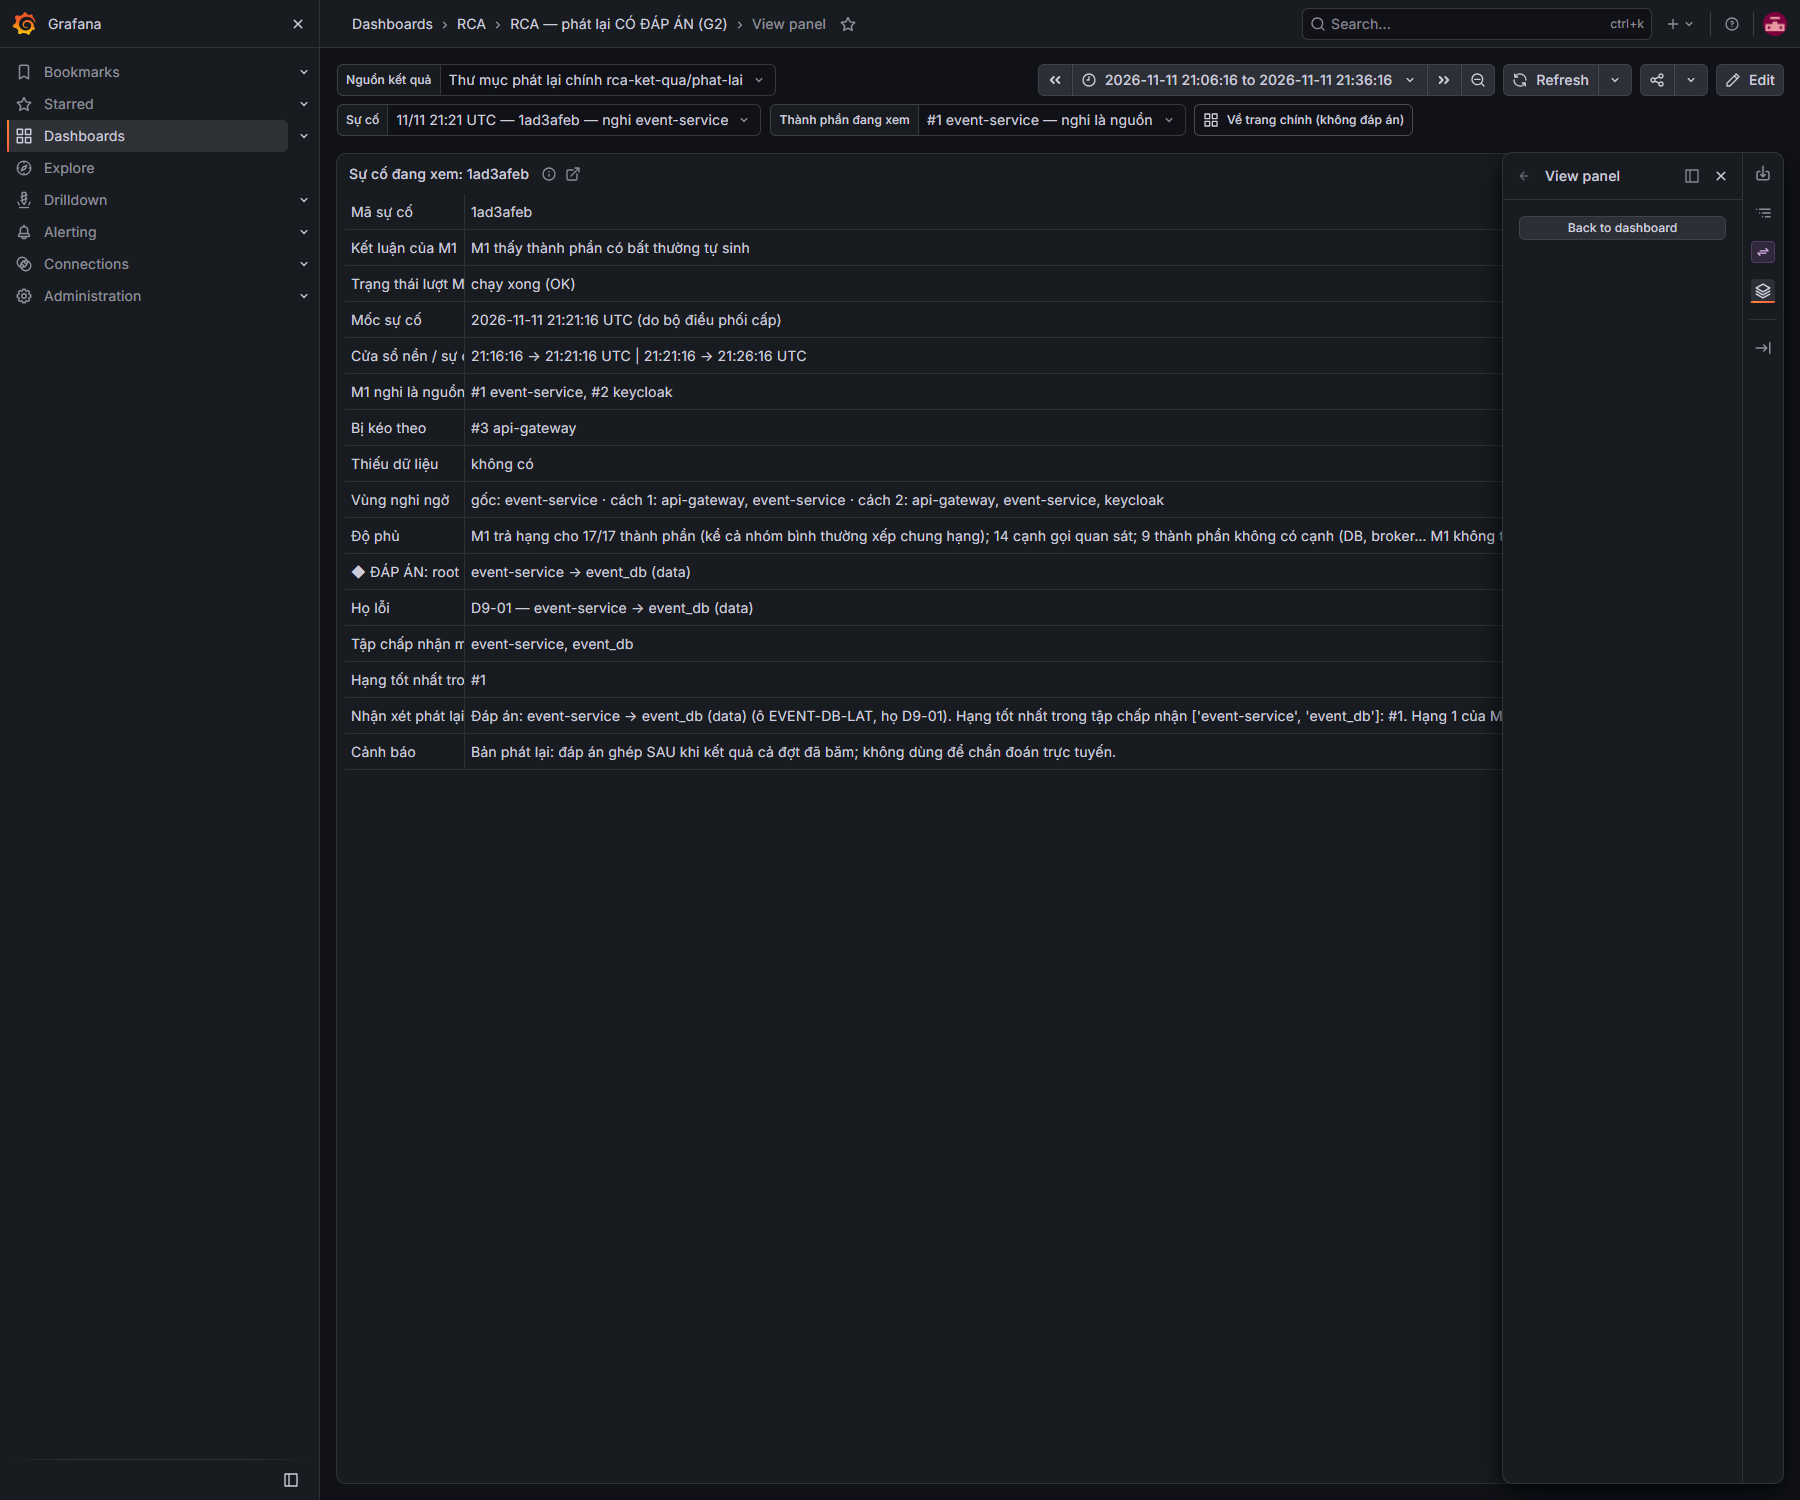 Grafana
Dashboards › RCA › RCA — phát lại CÓ ĐÁP ÁN (G2) › View panel
Search... ctrl+k
Bookmarks
Starred
Dashboards
Explore
Drilldown
Alerting
Connections
Administration
Nguồn kết quả Thư mục phát lại chính rca-ket-qua/phat-lai
2026-11-11 21:06:16 to 2026-11-11 21:36:16
Refresh
Edit
Sự cố 11/11 21:21 UTC — 1ad3afeb — nghi event-service
Thành phần đang xem #1 event-service — nghi là nguồn
Về trang chính (không đáp án)
Sự cố đang xem: 1ad3afeb
Mã sự cố 1ad3afeb
Kết luận của M1 M1 thấy thành phần có bất thường tự sinh
Trạng thái lượt M chạy xong (OK)
Mốc sự cố 2026-11-11 21:21:16 UTC (do bộ điều phối cấp)
Cửa sổ nền / sự 21:16:16 → 21:21:16 UTC | 21:21:16 → 21:26:16 UTC
M1 nghi là nguồn #1 event-service, #2 keycloak
Bị kéo theo #3 api-gateway
Thiếu dữ liệu không có
Vùng nghi ngờ gốc: event-service · cách 1: api-gateway, event-service · cách 2: api-gateway, event-service, keycloak
Độ phủ M1 trả hạng cho 17/17 thành phần (kể cả nhóm bình thường xếp chung hạng); 14 cạnh gọi quan sát; 9 thành phần không có cạnh (DB, broker... M1 không
◆ ĐÁP ÁN: root event-service → event_db (data)
Họ lỗi D9-01 — event-service → event_db (data)
Tập chấp nhận m event-service, event_db
Hạng tốt nhất tro #1
Nhận xét phát lại Đáp án: event-service → event_db (data) (ô EVENT-DB-LAT, họ D9-01). Hạng tốt nhất trong tập chấp nhận ['event-service', 'event_db']: #1. Hạng 1 của M
Cảnh báo Bản phát lại: đáp án ghép SAU khi kết quả cả đợt đã băm; không dùng để chẩn đoán trực tuyến.
View panel
Back to dashboard